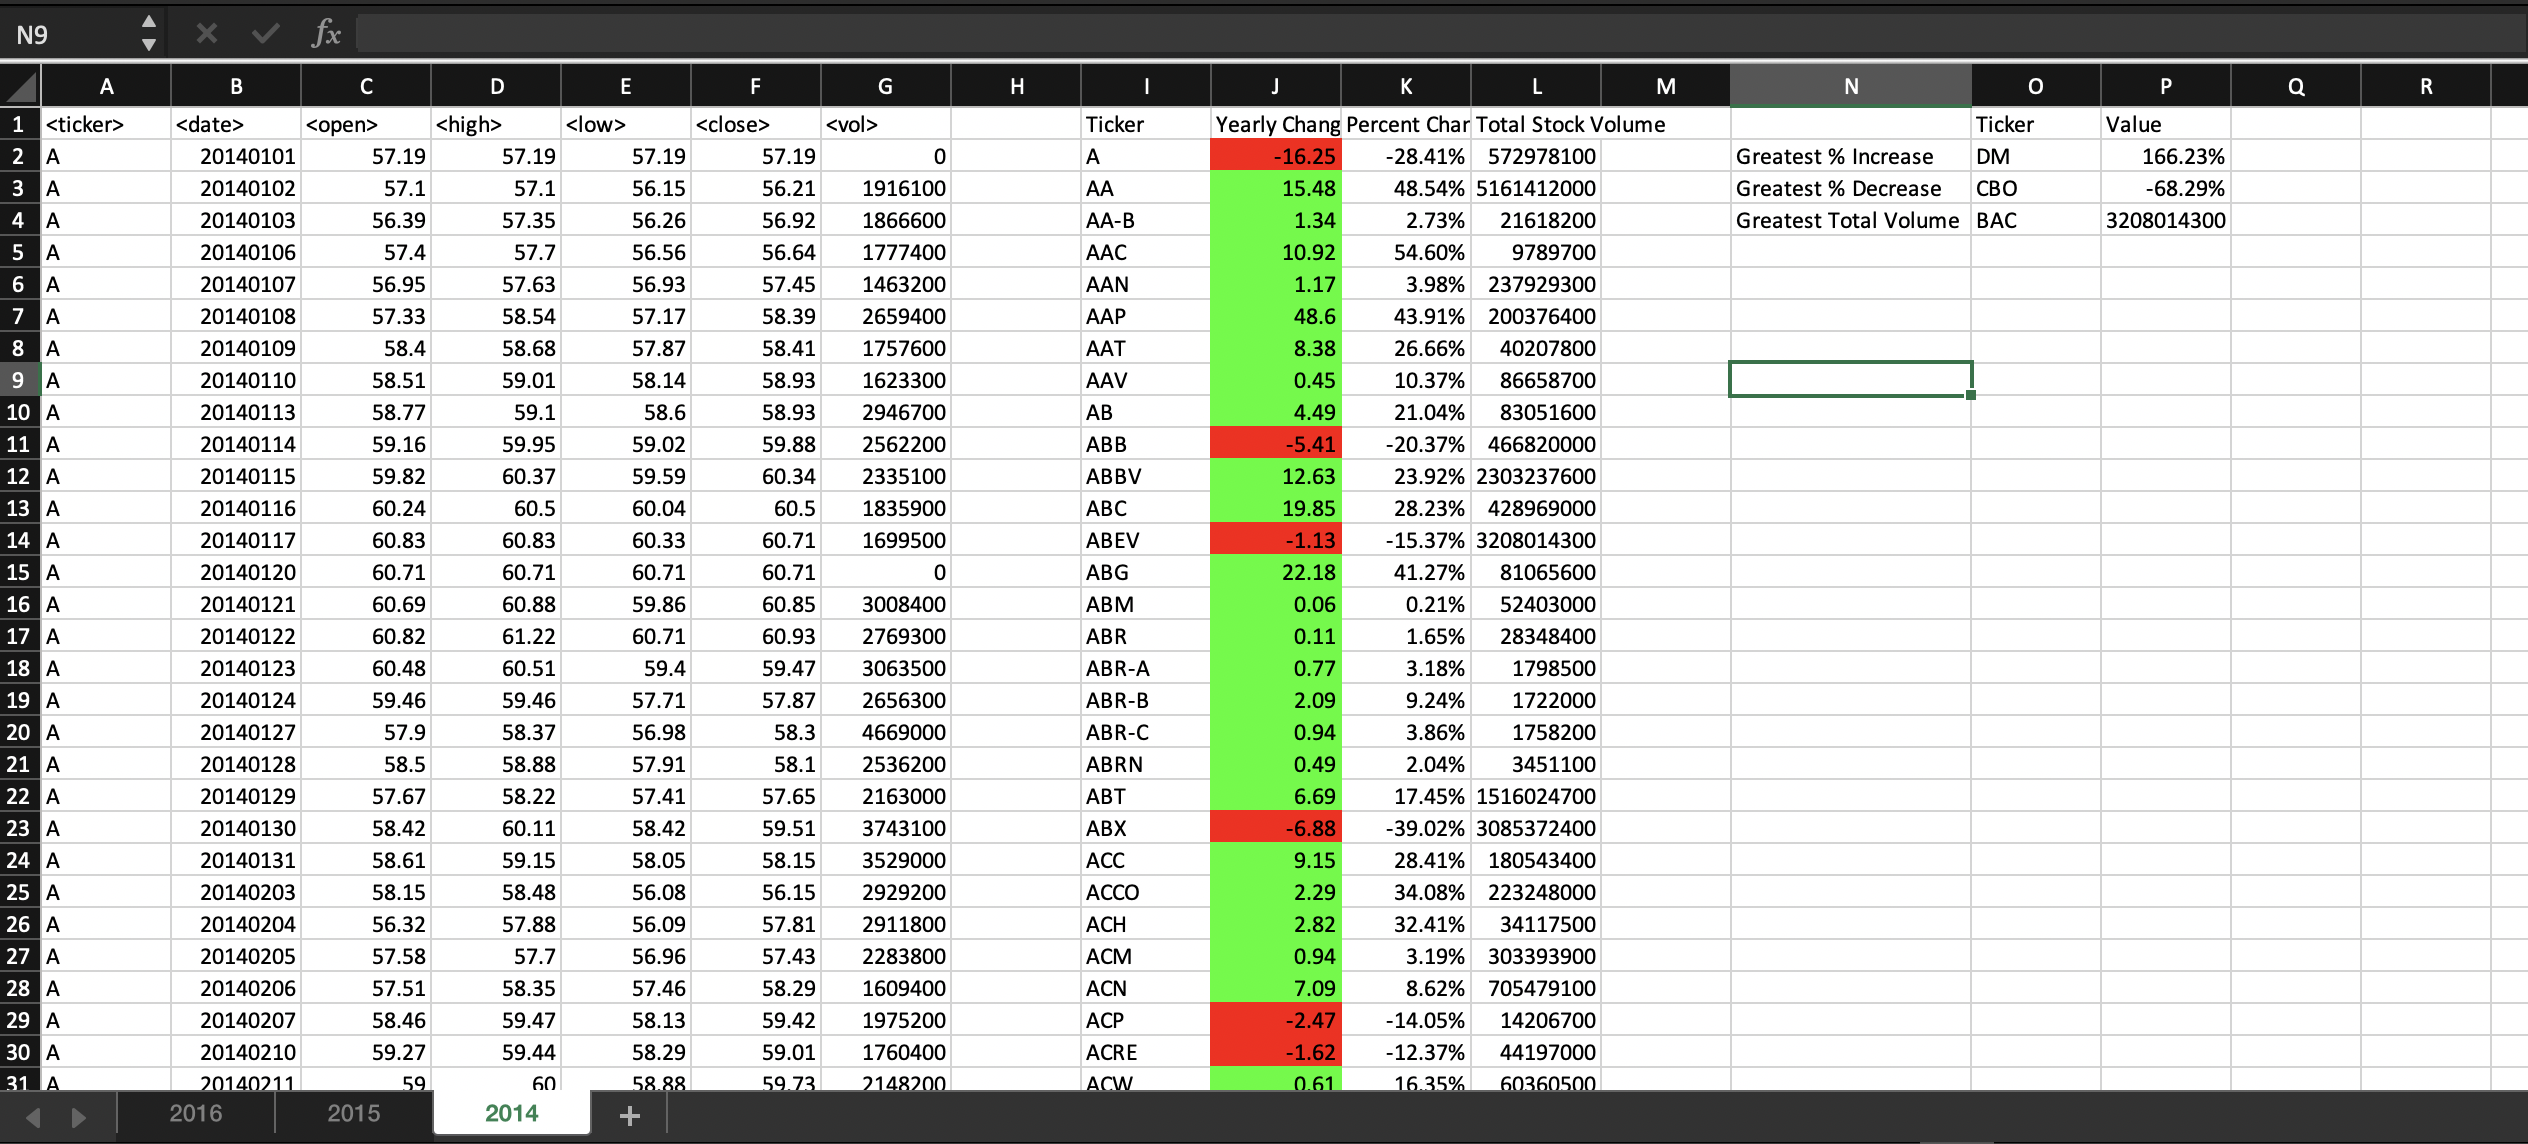 N9 fx
A B C D E F G H I J K L M N O P Q R
1 <ticker> <date> <open> <high> <low> <close> <vol> Ticker Yearly Chang Percent Char Total Stock Volume Ticker Value
2 A 20140101 57.19 57.19 57.19 57.19 0 A -16.25 -28.41% 572978100 Greatest % Increase DM 166.23%
3 A 20140102 57.1 57.1 56.15 56.21 1916100 AA 15.48 48.54% 5161412000 Greatest % Decrease CBO -68.29%
4 A 20140103 56.39 57.35 56.26 56.92 1866600 AA-B 1.34 2.73% 21618200 Greatest Total Volume BAC 3208014300
5 A 20140106 57.4 57.7 56.56 56.64 1777400 AAC 10.92 54.60% 9789700
6 A 20140107 56.95 57.63 56.93 57.45 1463200 AAN 1.17 3.98% 237929300
7 A 20140108 57.33 58.54 57.17 58.39 2659400 AAP 48.6 43.91% 200376400
8 A 20140109 58.4 58.68 57.87 58.41 1757600 AAT 8.38 26.66% 40207800
9 A 20140110 58.51 59.01 58.14 58.93 1623300 AAV 0.45 10.37% 86658700
10 A 20140113 58.77 59.1 58.6 58.93 2946700 AB 4.49 21.04% 83051600
11 A 20140114 59.16 59.95 59.02 59.88 2562200 ABB -5.41 -20.37% 466820000
12 A 20140115 59.82 60.37 59.59 60.34 2335100 ABBV 12.63 23.92% 2303237600
13 A 20140116 60.24 60.5 60.04 60.5 1835900 ABC 19.85 28.23% 428969000
14 A 20140117 60.83 60.83 60.33 60.71 1699500 ABEV -1.13 -15.37% 3208014300
15 A 20140120 60.71 60.71 60.71 60.71 0 ABG 22.18 41.27% 81065600
16 A 20140121 60.69 60.88 59.86 60.85 3008400 ABM 0.06 0.21% 52403000
17 A 20140122 60.82 61.22 60.71 60.93 2769300 ABR 0.11 1.65% 28348400
18 A 20140123 60.48 60.51 59.4 59.47 3063500 ABR-A 0.77 3.18% 1798500
19 A 20140124 59.46 59.46 57.71 57.87 2656300 ABR-B 2.09 9.24% 1722000
20 A 20140127 57.9 58.37 56.98 58.3 4669000 ABR-C 0.94 3.86% 1758200
21 A 20140128 58.5 58.88 57.91 58.1 2536200 ABRN 0.49 2.04% 3451100
22 A 20140129 57.67 58.22 57.41 57.65 2163000 ABT 6.69 17.45% 1516024700
23 A 20140130 58.42 60.11 58.42 59.51 3743100 ABX -6.88 -39.02% 3085372400
24 A 20140131 58.61 59.15 58.05 58.15 3529000 ACC 9.15 28.41% 180543400
25 A 20140203 58.15 58.48 56.08 56.15 2929200 ACCO 2.29 34.08% 223248000
26 A 20140204 56.32 57.88 56.09 57.81 2911800 ACH 2.82 32.41% 34117500
27 A 20140205 57.58 57.7 56.96 57.43 2283800 ACM 0.94 3.19% 303393900
28 A 20140206 57.51 58.35 57.46 58.29 1609400 ACN 7.09 8.62% 705479100
29 A 20140207 58.46 59.47 58.13 59.42 1975200 ACP -2.47 -14.05% 14206700
30 A 20140210 59.27 59.44 58.29 59.01 1760400 ACRE -1.62 -12.37% 44197000
31 A 20140211 59 60 58.88 59.73 2148200 ACW 0.61 16.35% 60360500
2016 2015 2014 +